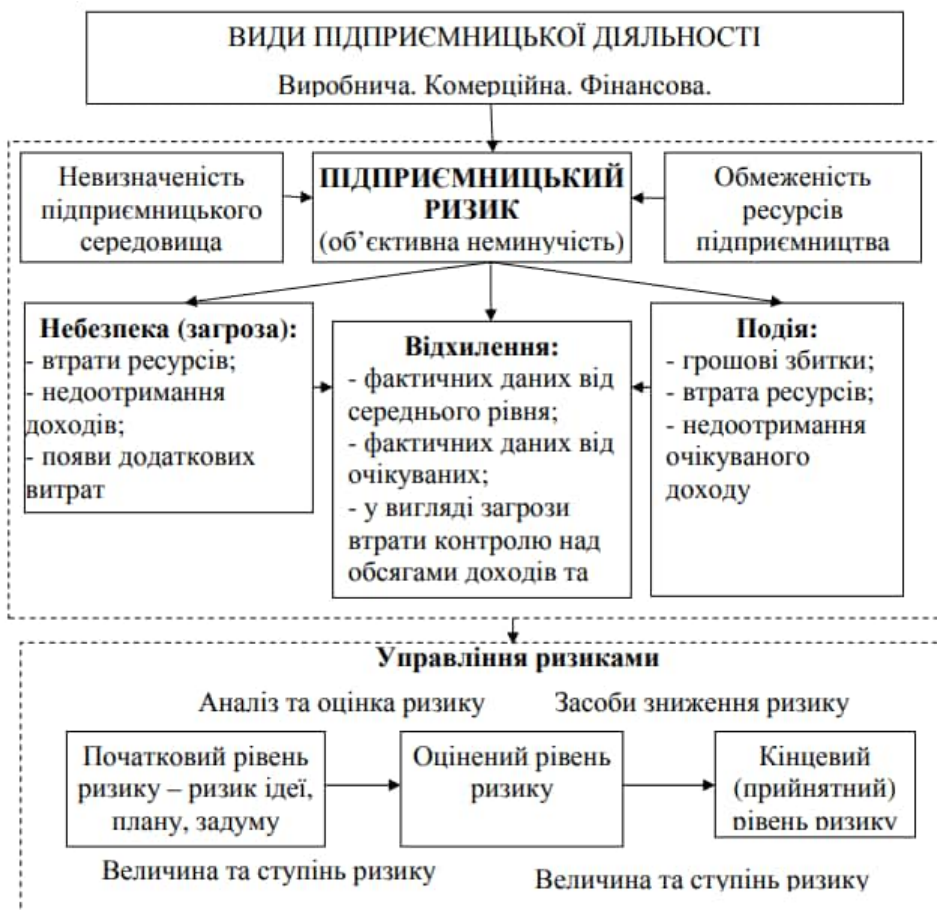 ВИДИ ПІДПРИЄМНИЦЬКОЇ ДІЯЛЬНОСТІ
Виробнича. Комерційна. Фінансова.
Невизначеність
підприємницького
середовища
ПІДПРИЄМНИЦЬКИЙ
РИЗИК
(об’єктивна неминучість)
Обмеженість
ресурсів
підприємництва
Небезпека (загроза):
- втрати ресурсів;
- недоотримання
доходів;
- появи додаткових
витрат
Відхилення:
- фактичних даних від
середнього рівня;
- фактичних даних від
очікуваних;
- у вигляді загрози
втрати контролю над
обсягами доходів та
Подія:
- грошові збитки;
- втрата ресурсів;
- недоотримання
очікуваного
доходу
Управління ризиками
Аналіз та оцінка ризику
Засоби зниження ризику
Початковий рівень
ризику – ризик ідеї,
плану, задуму
Оцінений рівень
ризику
Кінцевий
(прийнятний)
рівень ризику
Величина та ступінь ризику
Величина та ступінь ризику